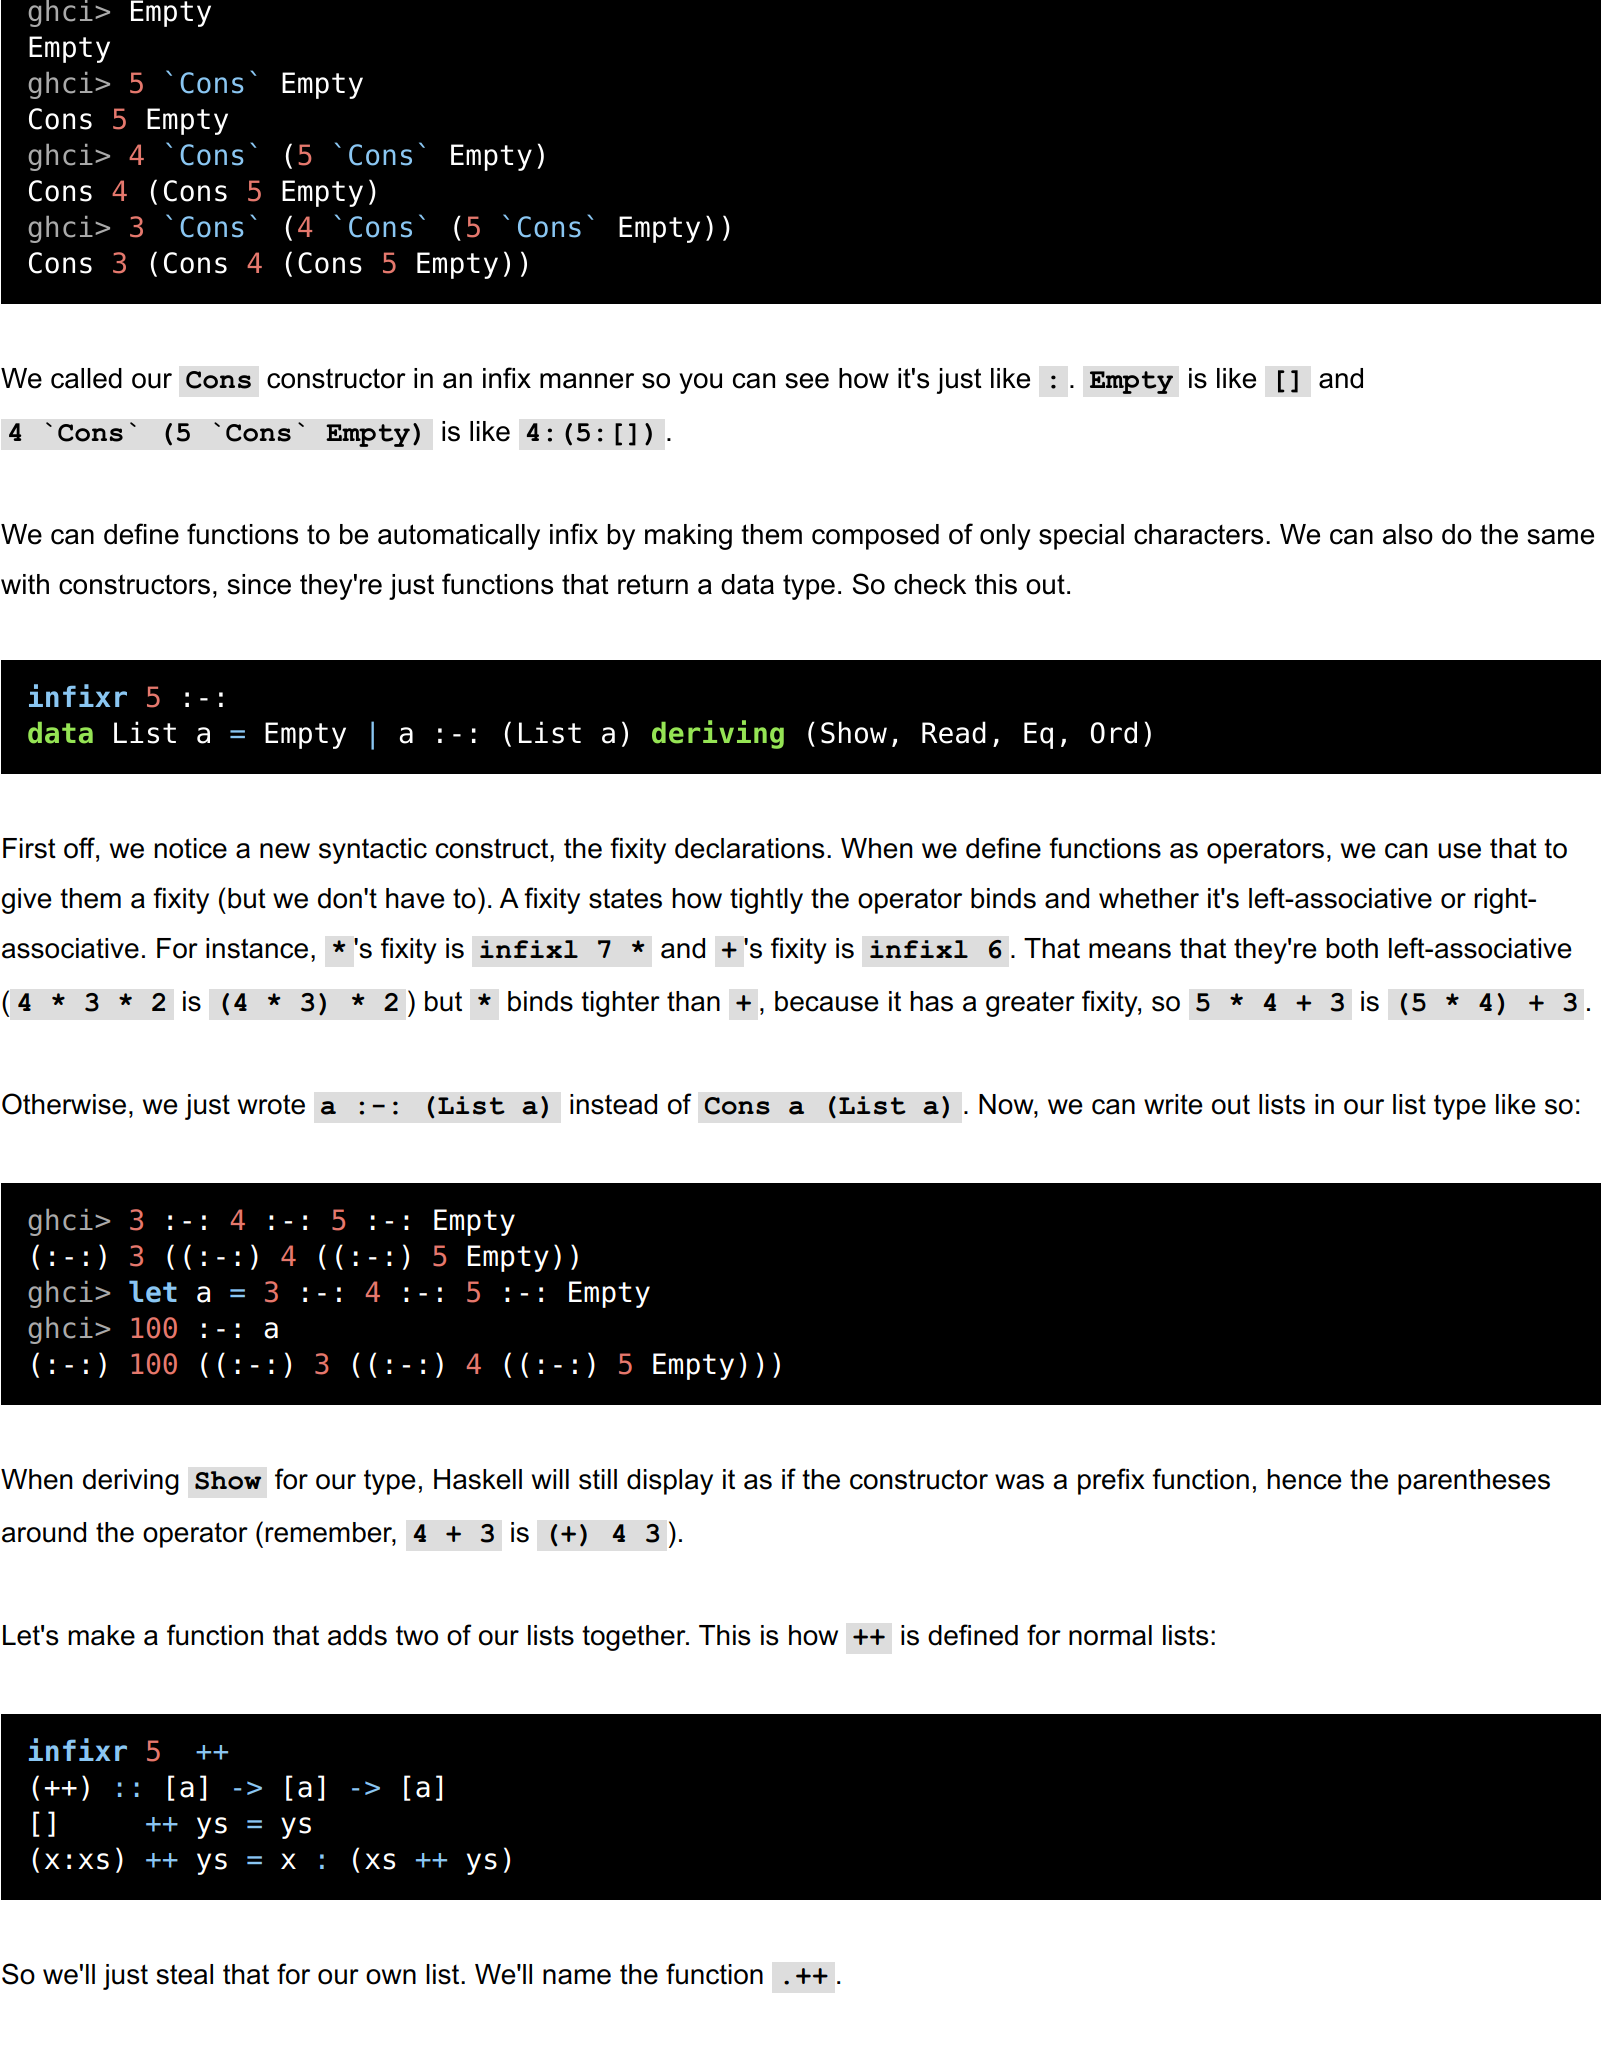 ghci> Empty
Empty
ghci> 5 `Cons` Empty
Cons 5 Empty
ghci> 4 `Cons` (5 `Cons` Empty)
Cons 4 (Cons 5 Empty)
ghci> 3 `Cons` (4 `Cons` (5 `Cons` Empty))
Cons 3 (Cons 4 (Cons 5 Empty))
We called our Cons constructor in an infix manner so you can see how it's just like :. Empty is like [] and
4 `Cons` (5 `Cons` Empty) is like 4:(5:[]).
We can define functions to be automatically infix by making them composed of only special characters. We can also do the same
with constructors, since they're just functions that return a data type. So check this out.
infixr 5 :-:
data List a = Empty | a :-: (List a) deriving (Show, Read, Eq, Ord)
First off, we notice a new syntactic construct, the fixity declarations. When we define functions as operators, we can use that to
give them a fixity (but we don't have to). A fixity states how tightly the operator binds and whether it's left-associative or right-
associative. For instance, *'s fixity is infixl 7 * and +'s fixity is infixl 6. That means that they're both left-associative
(4 * 3 * 2 is (4 * 3) * 2) but * binds tighter than +, because it has a greater fixity, so 5 * 4 + 3 is (5 * 4) + 3.
Otherwise, we just wrote a :-: (List a) instead of Cons a (List a). Now, we can write out lists in our list type like so:
ghci> 3 :-: 4 :-: 5 :-: Empty
(:-:) 3 ((:-:) 4 ((:-:) 5 Empty))
ghci> let a = 3 :-: 4 :-: 5 :-: Empty
ghci> 100 :-: a
(:-:) 100 ((:-:) 3 ((:-:) 4 ((:-:) 5 Empty)))
When deriving Show for our type, Haskell will still display it as if the constructor was a prefix function, hence the parentheses
around the operator (remember, 4 + 3 is (+) 4 3).
Let's make a function that adds two of our lists together. This is how ++ is defined for normal lists:
infixr 5  ++
(++) :: [a] -> [a] -> [a]
[]     ++ ys = ys
(x:xs) ++ ys = x : (xs ++ ys)
So we'll just steal that for our own list. We'll name the function .++.